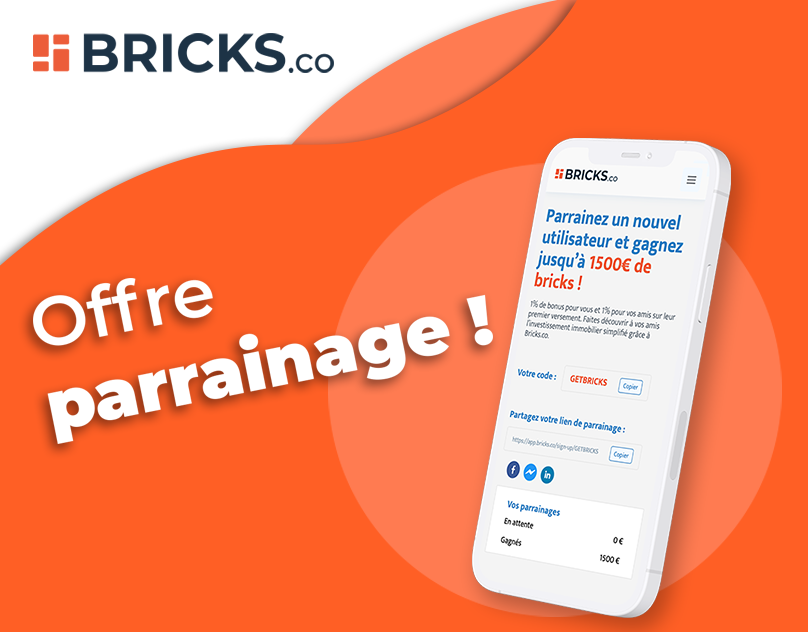 BRICKS.CO
Offre
parrainage !
BRICKS.co
Parrainez un nouvel
utilisateur et gagnez
jusqu'à 1500€ de
bricks !
1% de bonus pour vous et 1% pour vos amis sur leur
premier versement. Faites découvrir à vos amis
l'investissement immobilier simplifié grâce à
Bricks.co.
Votre code : GETBRICKS Copier
Partagez votre lien de parrainage :
https://app.bricks.co/sign-up/GETBRICKS Copier
Vos parrainages
En attente 0 €
Gagnés 1500 €